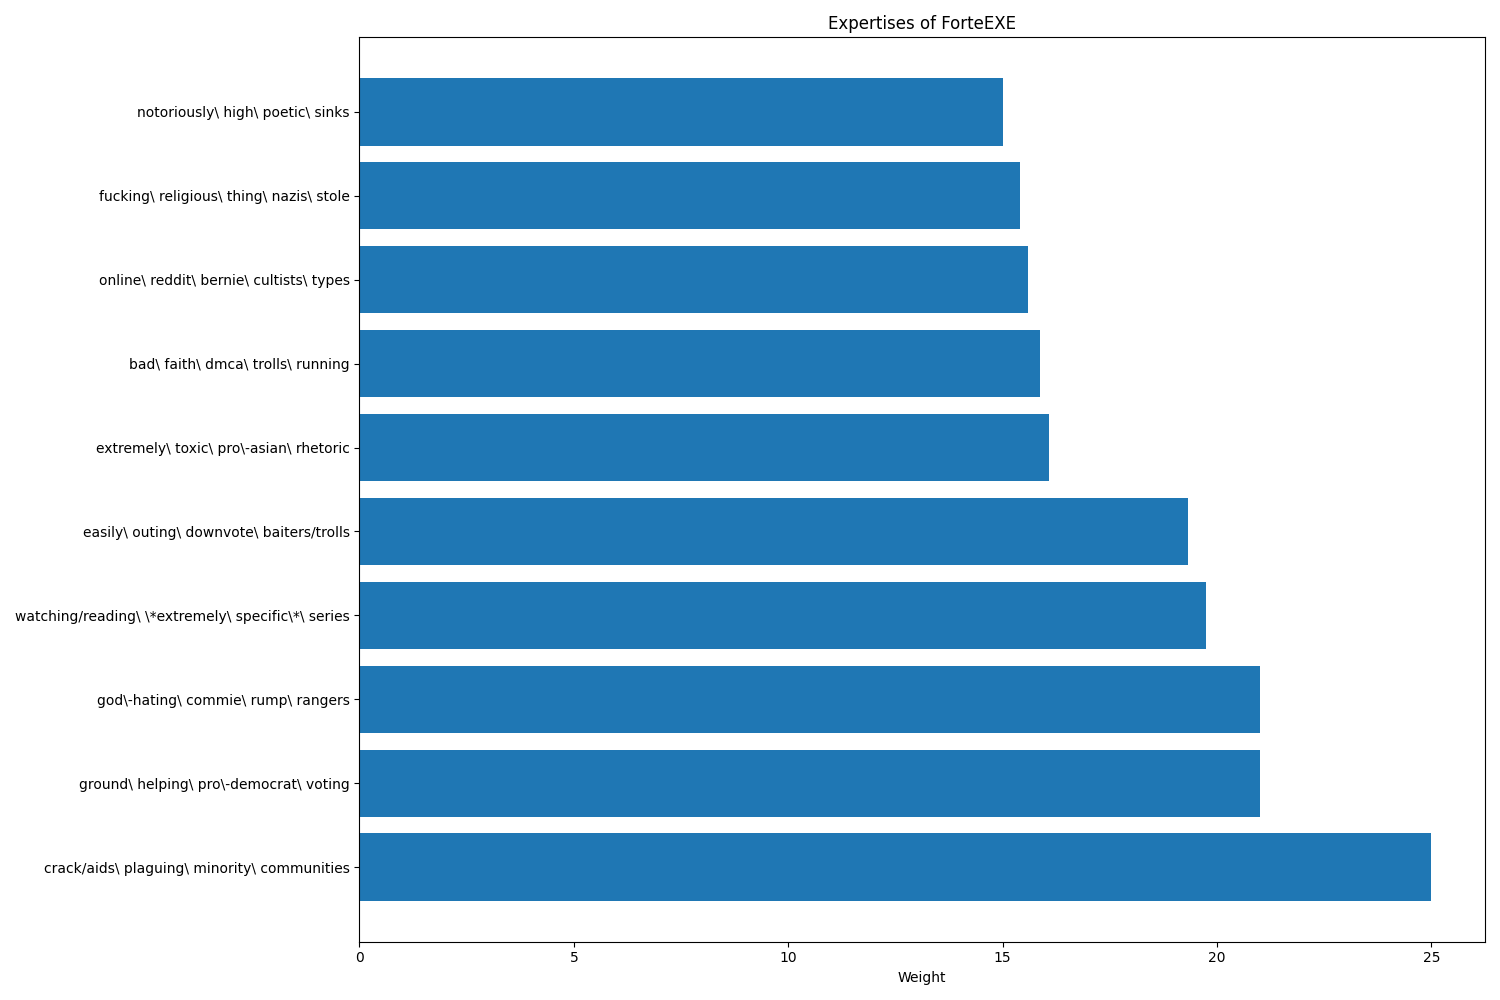 Expertises of ForteEXE
notoriously\ high\ poetic\ sinks
fucking\ religious\ thing\ nazis\ stole
online\ reddit\ bernie\ cultists\ types
bad\ faith\ dmca\ trolls\ running
extremely\ toxic\ pro\-asian\ rhetoric
easily\ outing\ downvote\ baiters/trolls
watching/reading\ \*extremely\ specific\*\ series
god\-hating\ commie\ rump\ rangers
ground\ helping\ pro\-democrat\ voting
crack/aids\ plaguing\ minority\ communities
0 5 10 15 20 25
Weight